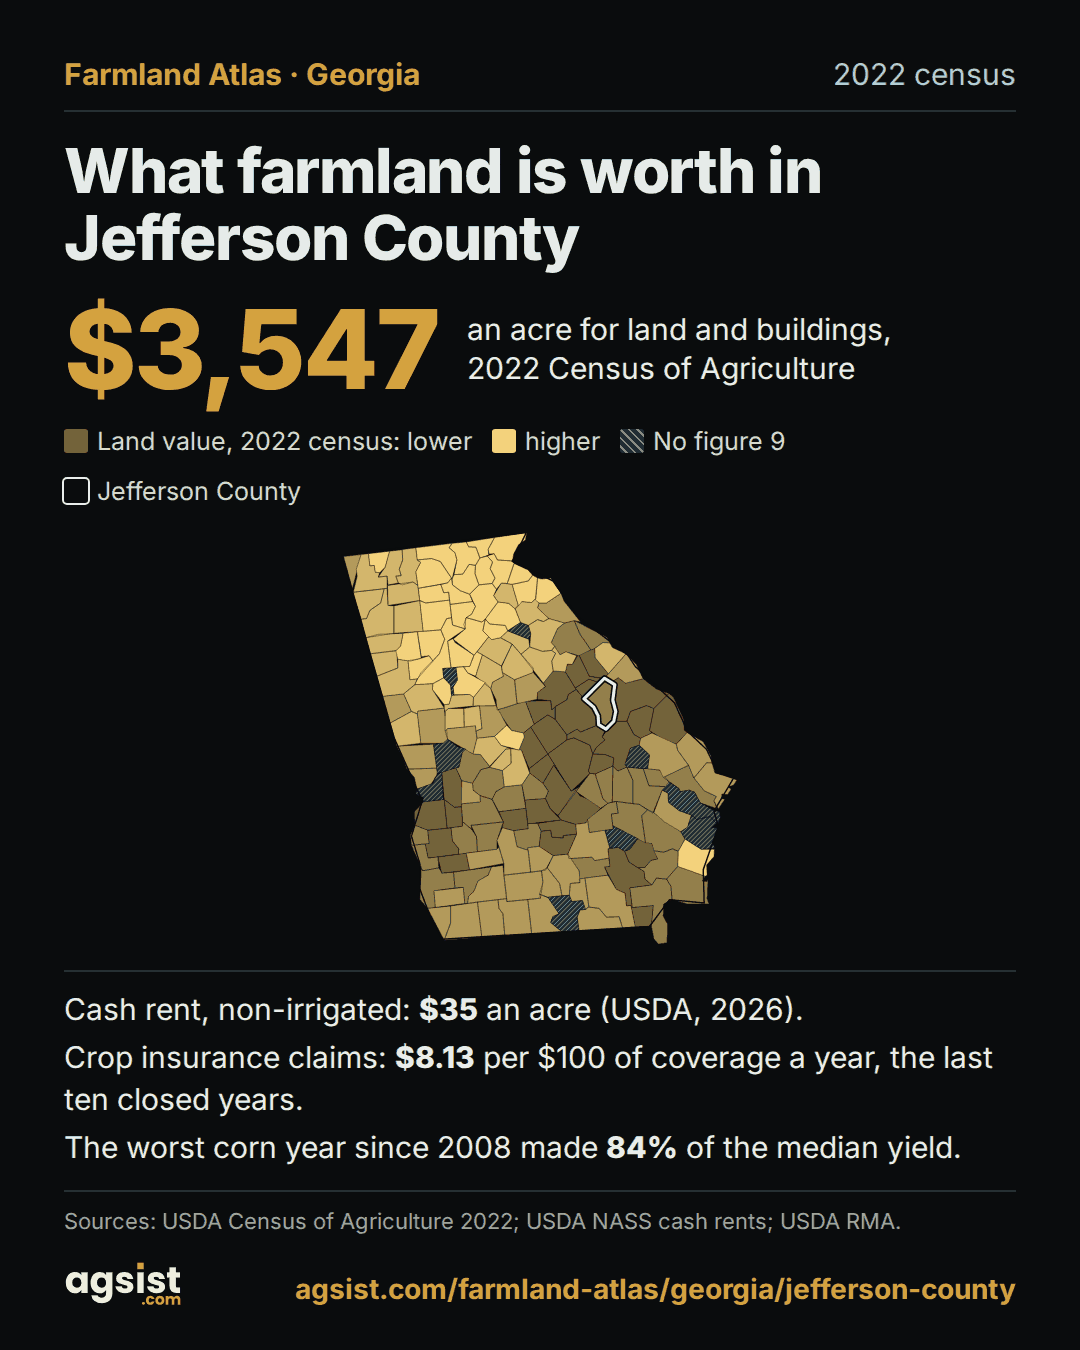 Farmland Atlas · Georgia
2022 census
What farmland is worth in
Jefferson County
$3,547
an acre for land and buildings,
2022 Census of Agriculture
Land value, 2022 census: lower higher No figure 9
Jefferson County
Cash rent, non-irrigated: $35 an acre (USDA, 2026).
Crop insurance claims: $8.13 per $100 of coverage a year, the last
ten closed years.
The worst corn year since 2008 made 84% of the median yield.
Sources: USDA Census of Agriculture 2022; USDA NASS cash rents; USDA RMA.
agsist
.com
agsist.com/farmland-atlas/georgia/jefferson-county